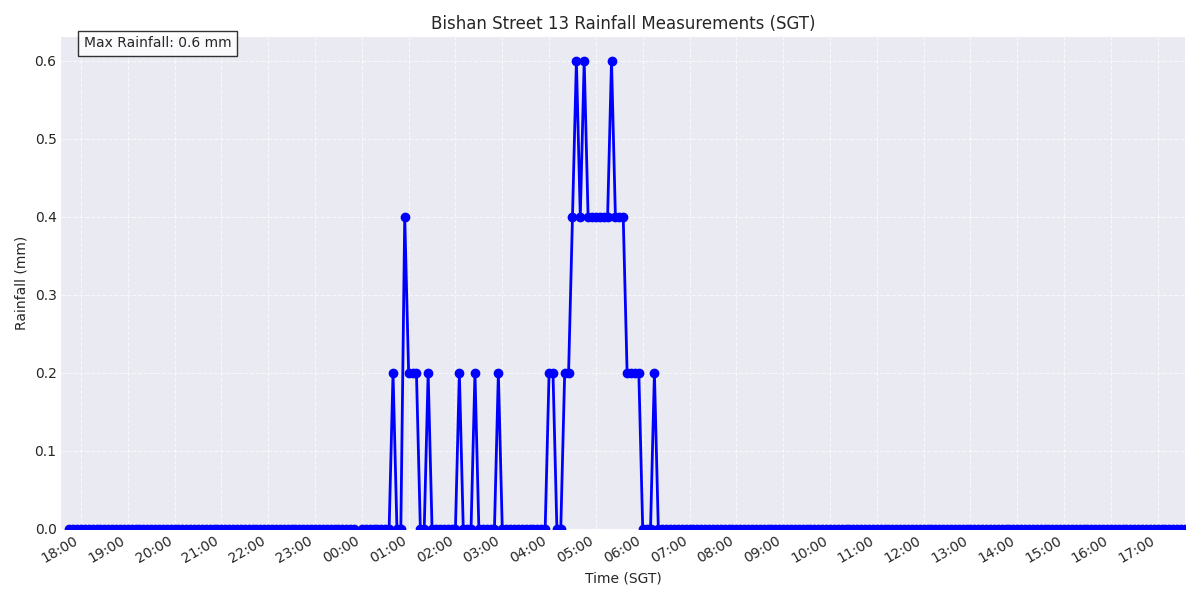 Bishan Street 13 Rainfall Measurements (SGT)
Max Rainfall: 0.6 mm
0.6
0.5
0.4
0.3
0.2
0.1
0.0
Rainfall (mm)
18:00 19:00 20:00 21:00 22:00 23:00 00:00 01:00 02:00 03:00 04:00 05:00 06:00 07:00 08:00 09:00 10:00 11:00 12:00 13:00 14:00 15:00 16:00 17:00
Time (SGT)